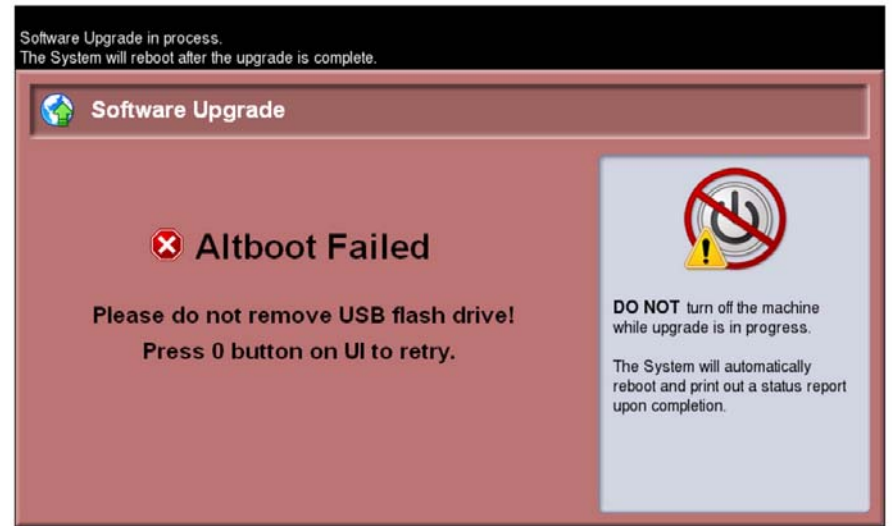 Software Upgrade in process.
The System will reboot after the upgrade is complete.
Software Upgrade
Altboot Failed
Please do not remove USB flash drive!
Press 0 button on UI to retry.
DO NOT turn off the machine
while upgrade is in progress.
The System will automatically
reboot and print out a status report
upon completion.